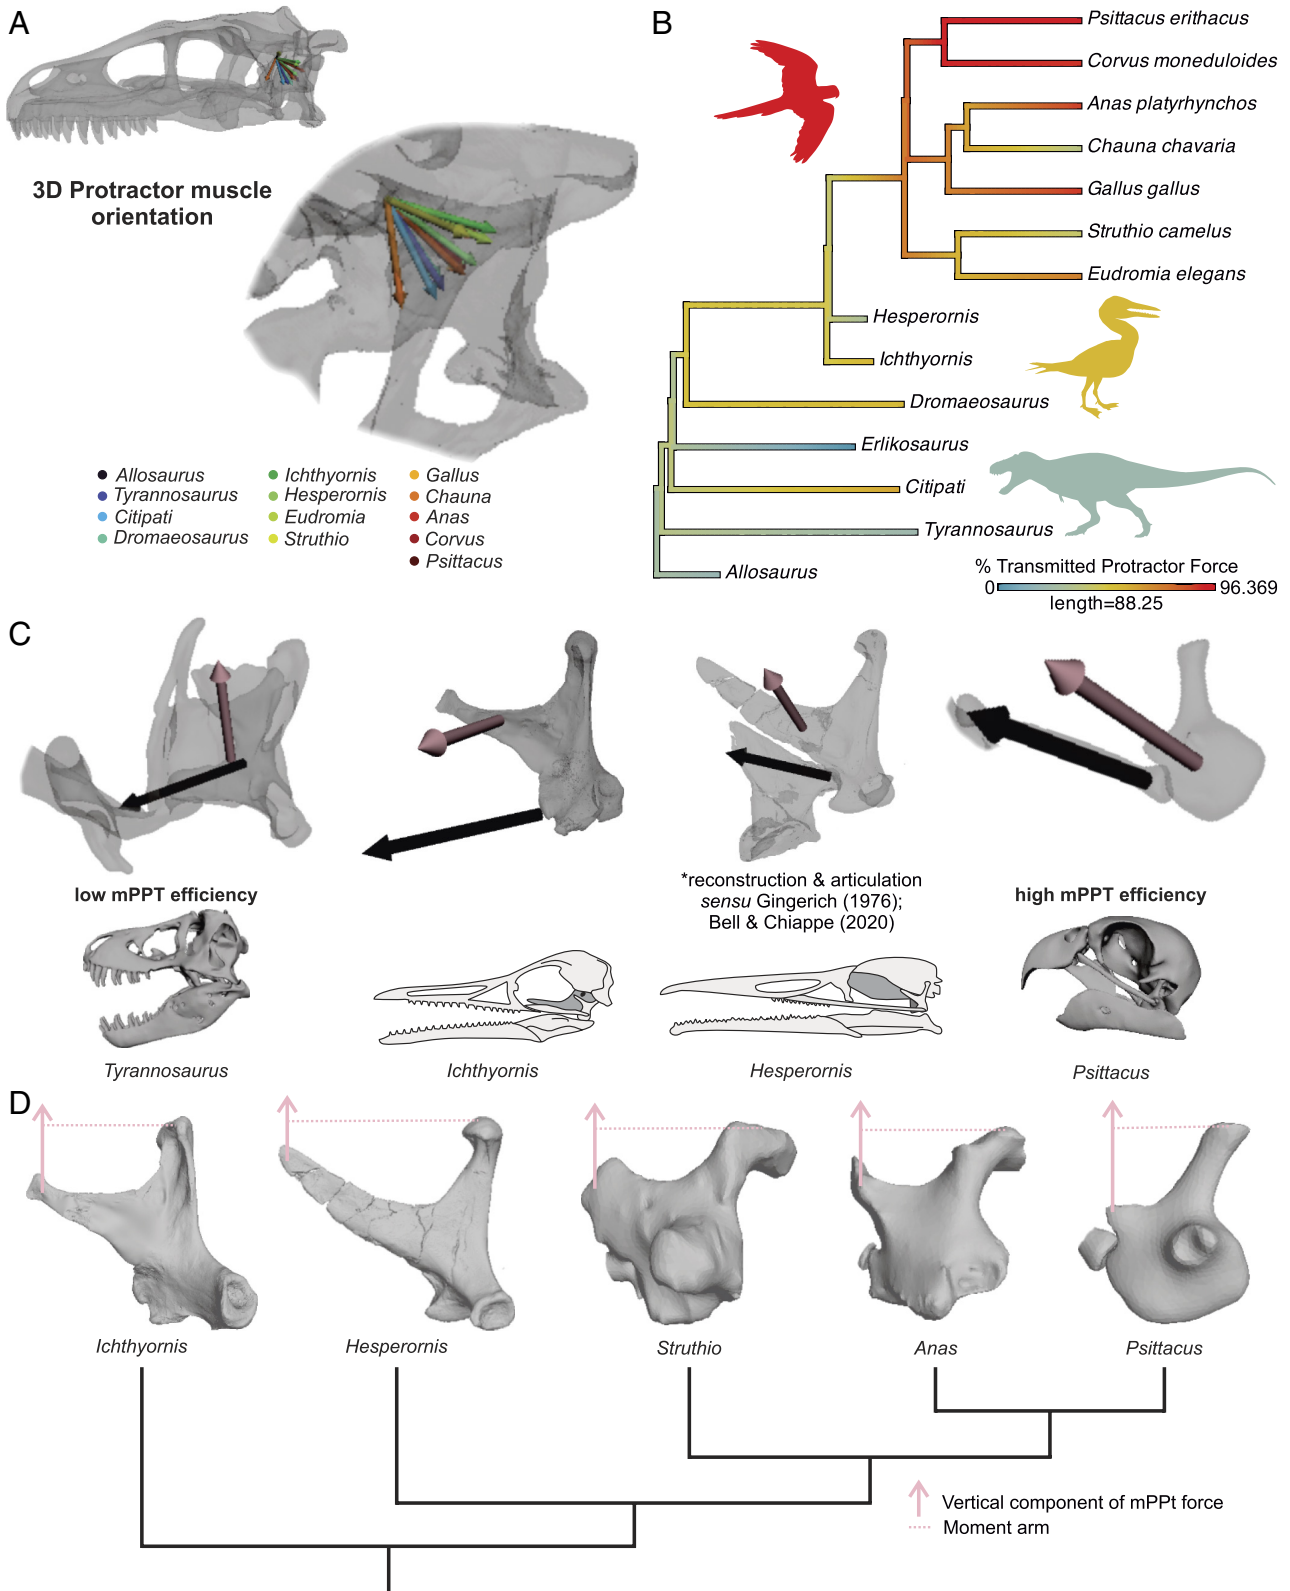 A
3D Protractor muscle
orientation
Allosaurus
Tyrannosaurus
Citipati
Dromaeosaurus
Ichthyornis
Hesperornis
Eudromia
Struthio
Gallus
Chauna
Anas
Corvus
Psittacus
B
Psittacus erithacus
Corvus moneduloides
Anas platyrhynchos
Chauna chavaria
Gallus gallus
Struthio camelus
Eudromia elegans
Hesperornis
Ichthyornis
Dromaeosaurus
Erlikosaurus
Citipati
Tyrannosaurus
Allosaurus
% Transmitted Protractor Force
0 96.369
length=88.25
C
low mPPT efficiency
*reconstruction & articulation
sensu Gingerich (1976);
Bell & Chiappe (2020)
high mPPT efficiency
Tyrannosaurus
Ichthyornis
Hesperornis
Psittacus
D
Ichthyornis
Hesperornis
Struthio
Anas
Psittacus
Vertical component of mPPt force
Moment arm